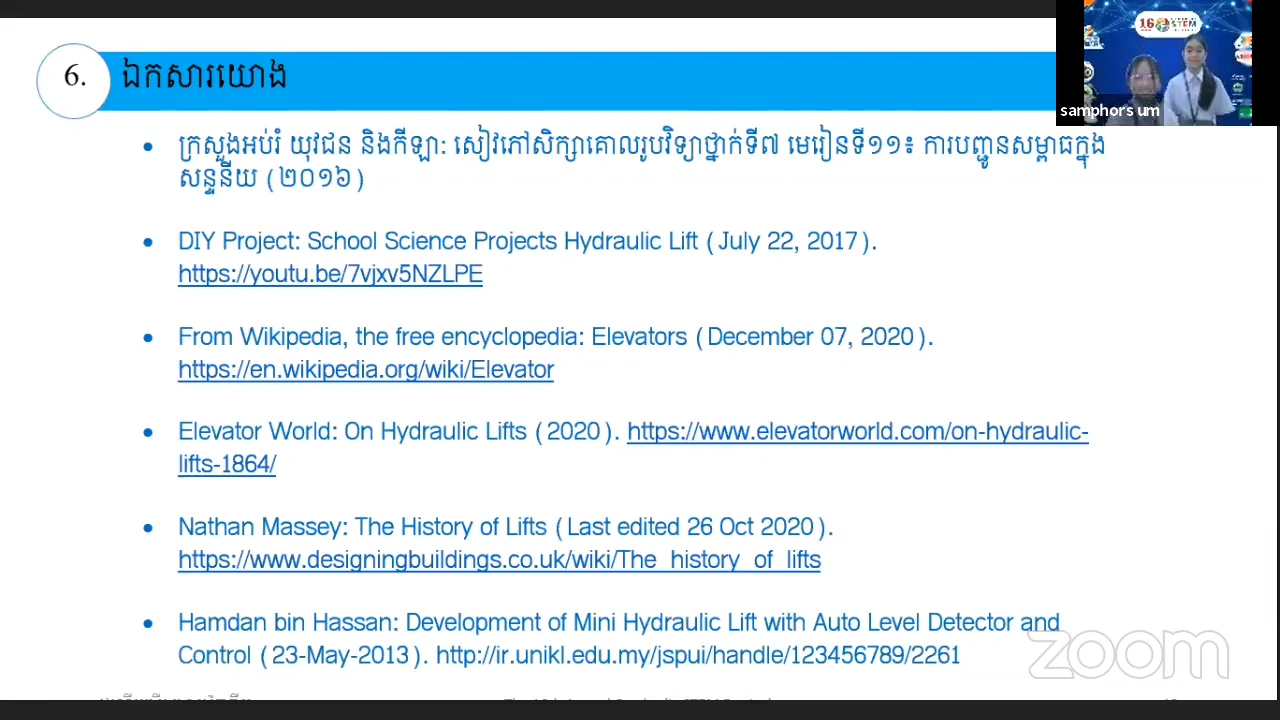 6.
ឯកសារយោង
16
STEM
samphors um
• ក្រសួងអប់រំ យុវជន និងកីឡា: សៀវភៅសិក្សាគោលរូបវិទ្យាថ្នាក់ទី៧ មេរៀនទី១១៖ ការបញ្ជូនសម្ពាធក្នុង
សន្ទនីយ (២០១៦)
• DIY Project: School Science Projects Hydraulic Lift (July 22, 2017).
https://youtu.be/7vjxv5NZLPE
• From Wikipedia, the free encyclopedia: Elevators (December 07, 2020).
https://en.wikipedia.org/wiki/Elevator
• Elevator World: On Hydraulic Lifts (2020). https://www.elevatorworld.com/on-hydraulic-
lifts-1864/
• Nathan Massey: The History of Lifts (Last edited 26 Oct 2020).
https://www.designingbuildings.co.uk/wiki/The_history_of_lifts
• Hamdan bin Hassan: Development of Mini Hydraulic Lift with Auto Level Detector and
Control (23-May-2013). http://ir.unikl.edu.my/jspui/handle/123456789/2261
zoom